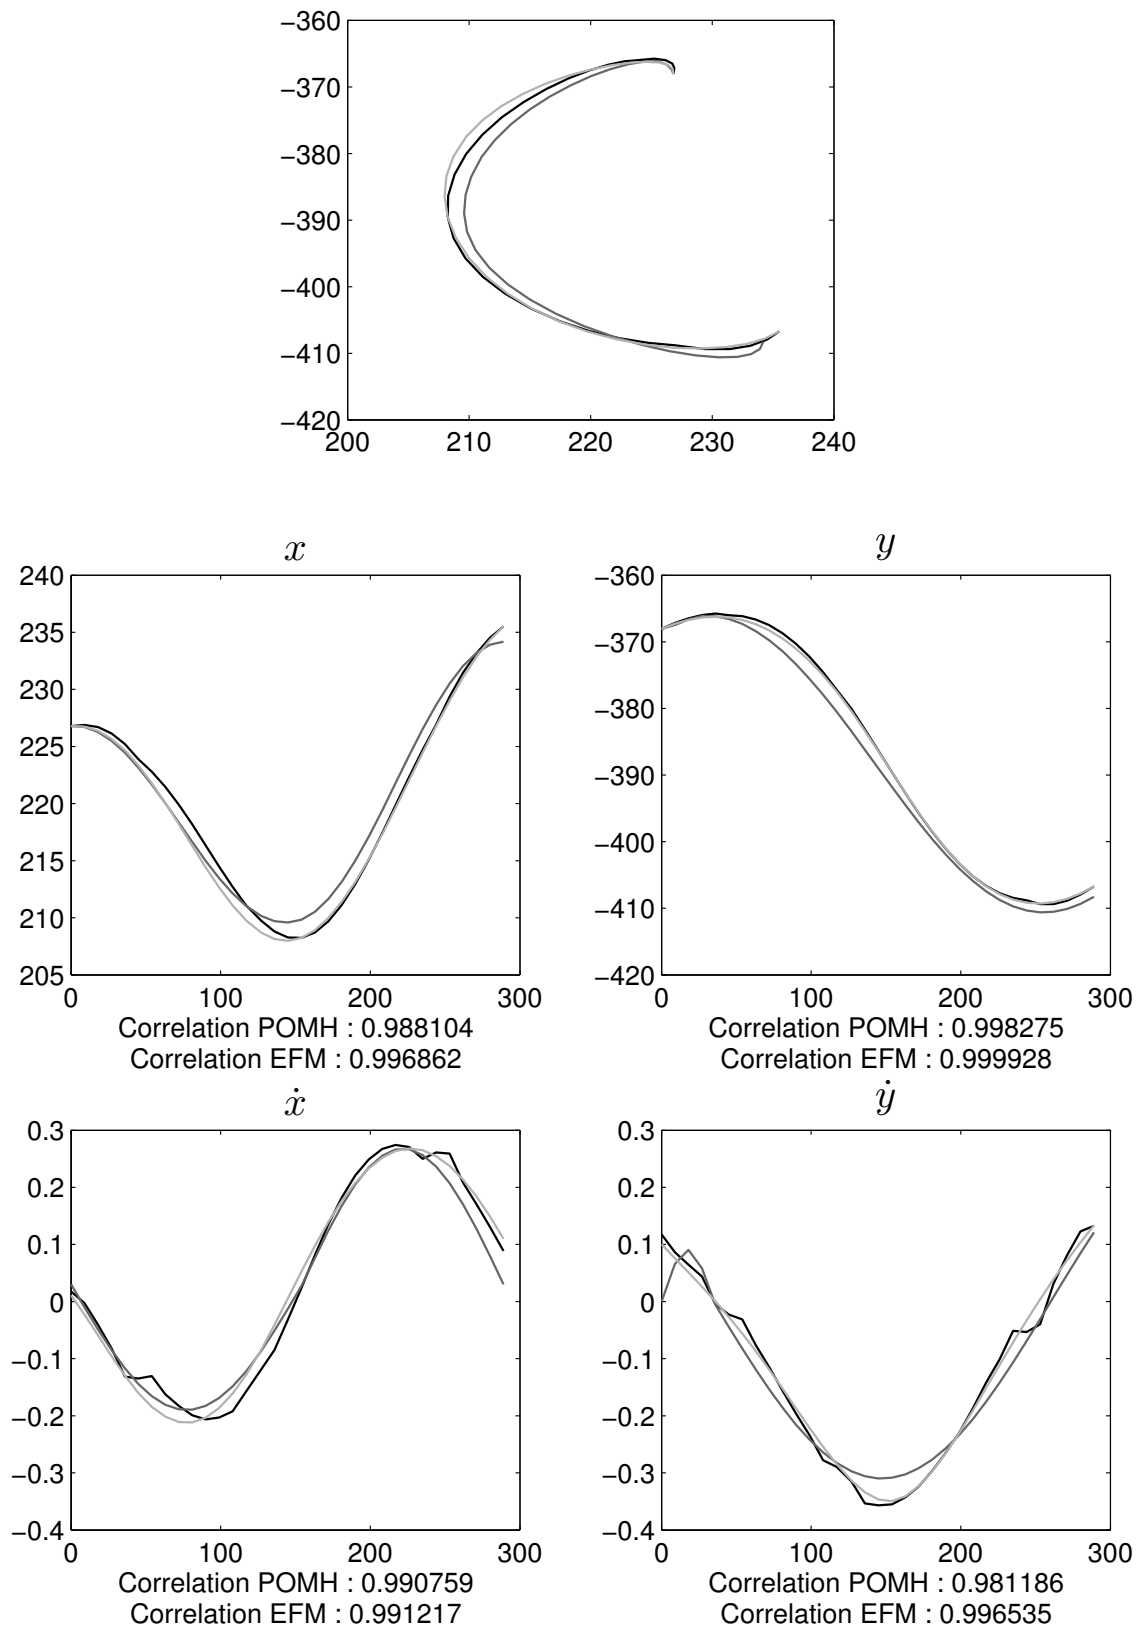 −360
−370
−380
−390
−400
−410
−420
200 210 220 230 240
x
240
235
230
225
220
215
210
205
0 100 200 300
Correlation POMH : 0.988104
Correlation EFM : 0.996862
y
−360
−370
−380
−390
−400
−410
−420
0 100 200 300
Correlation POMH : 0.998275
Correlation EFM : 0.999928
ẋ
0.3
0.2
0.1
0
−0.1
−0.2
−0.3
−0.4
0 100 200 300
Correlation POMH : 0.990759
Correlation EFM : 0.991217
ẏ
0.3
0.2
0.1
0
−0.1
−0.2
−0.3
−0.4
0 100 200 300
Correlation POMH : 0.981186
Correlation EFM : 0.996535